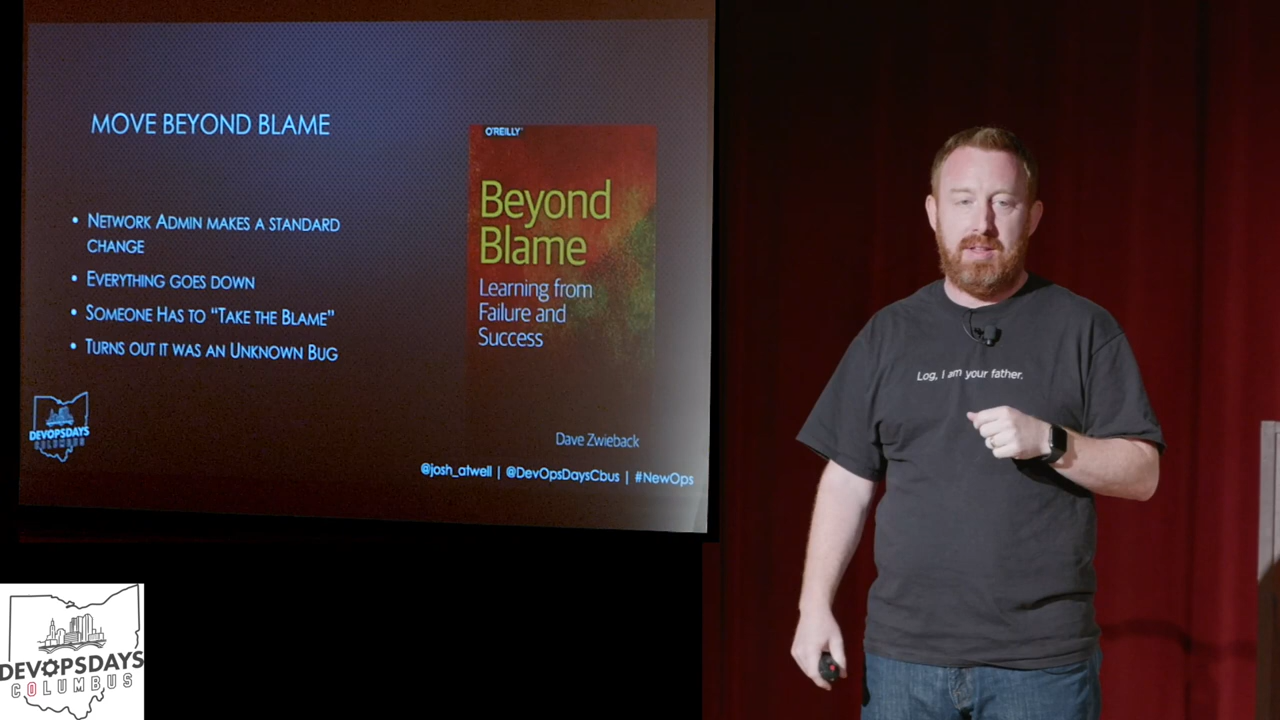 MOVE BEYOND BLAME
• NETWORK ADMIN MAKES A STANDARD
CHANGE
• EVERYTHING GOES DOWN
• SOMEONE HAS TO “TAKE THE BLAME”
• TURNS OUT IT WAS AN UNKNOWN BUG
O'REILLY
Beyond
Blame
Learning from
Failure and
Success
Dave Zwieback
DEVOPSDAYS
COLUMBUS
@josh_atwell | @DevOpsDaysCbus | #NewOps
Log, I am your father.
DEVOPSDAYS
COLUMBUS